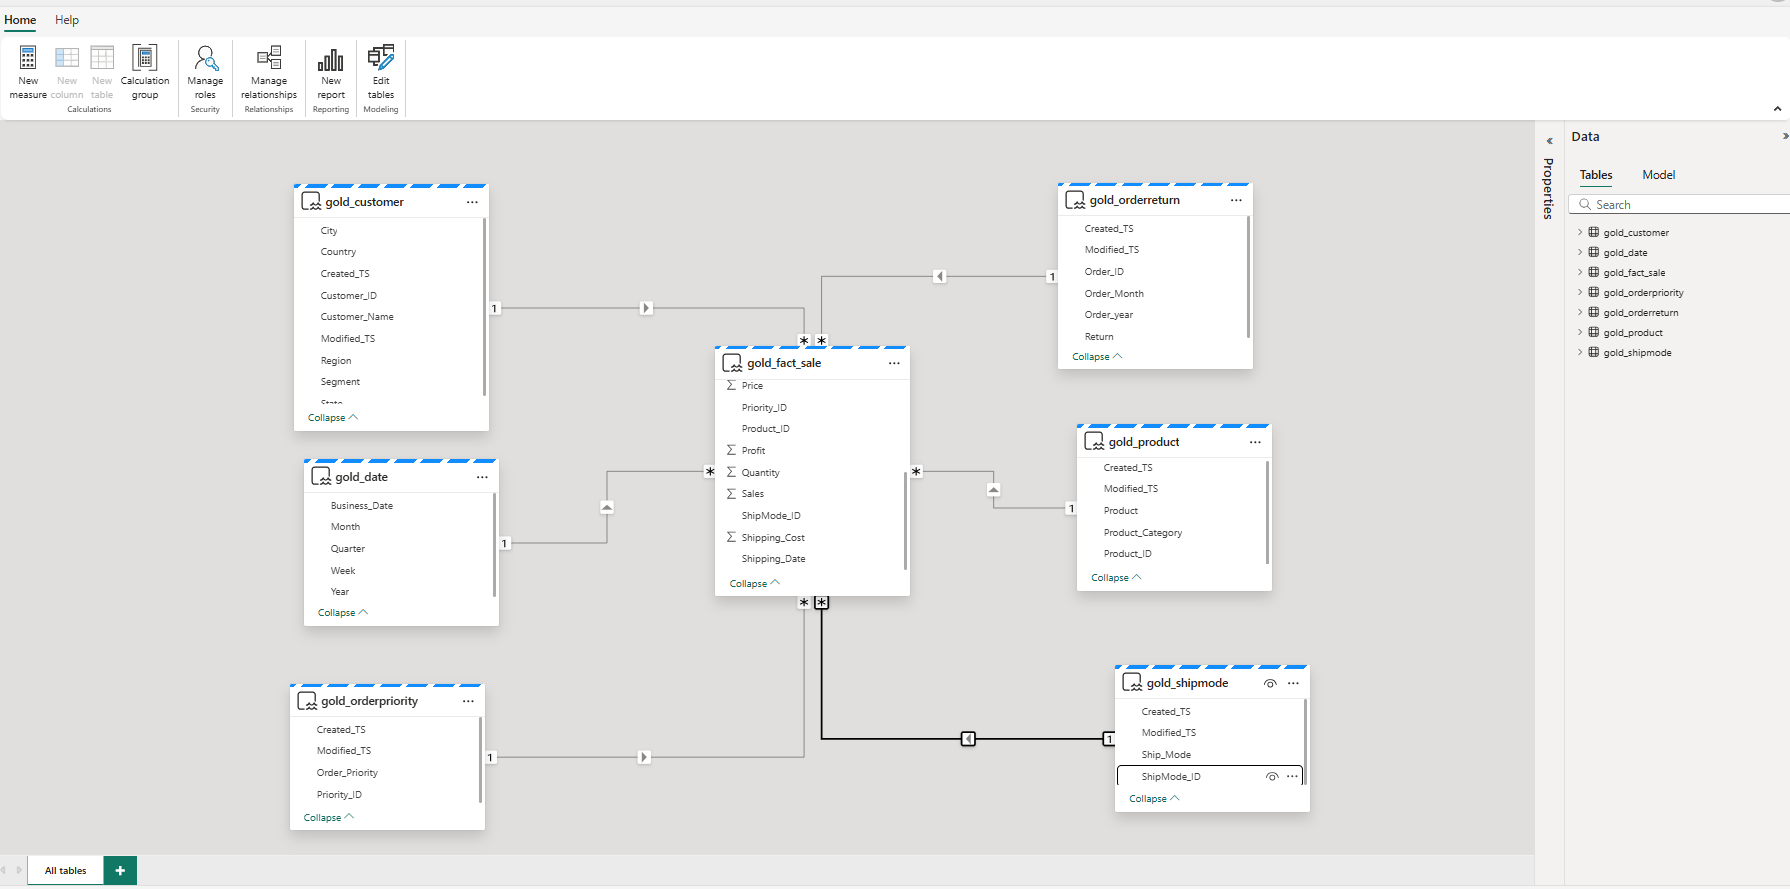 Home Help
New measure
New column
New table
Calculation group
Calculations
Manage roles
Security
Manage relationships
Relationships
New report
Reporting
Edit tables
Modeling
gold_customer
City
Country
Created_TS
Customer_ID
Customer_Name
Modified_TS
Region
Segment
State
Collapse
1
*
gold_date
Business_Date
Month
Quarter
Week
Year
Collapse
1
*
gold_orderpriority
Created_TS
Modified_TS
Order_Priority
Priority_ID
Collapse
1
*
gold_fact_sale
Price
Priority_ID
Product_ID
Profit
Quantity
Sales
ShipMode_ID
Shipping_Cost
Shipping_Date
Collapse
gold_orderreturn
Created_TS
Modified_TS
Order_ID
Order_Month
Order_year
Return
Collapse
1
*
gold_product
Created_TS
Modified_TS
Product
Product_Category
Product_ID
Collapse
1
*
gold_shipmode
Created_TS
Modified_TS
Ship_Mode
ShipMode_ID
Collapse
1
*
Properties
Data
Tables Model
Search
gold_customer
gold_date
gold_fact_sale
gold_orderpriority
gold_orderreturn
gold_product
gold_shipmode
All tables +